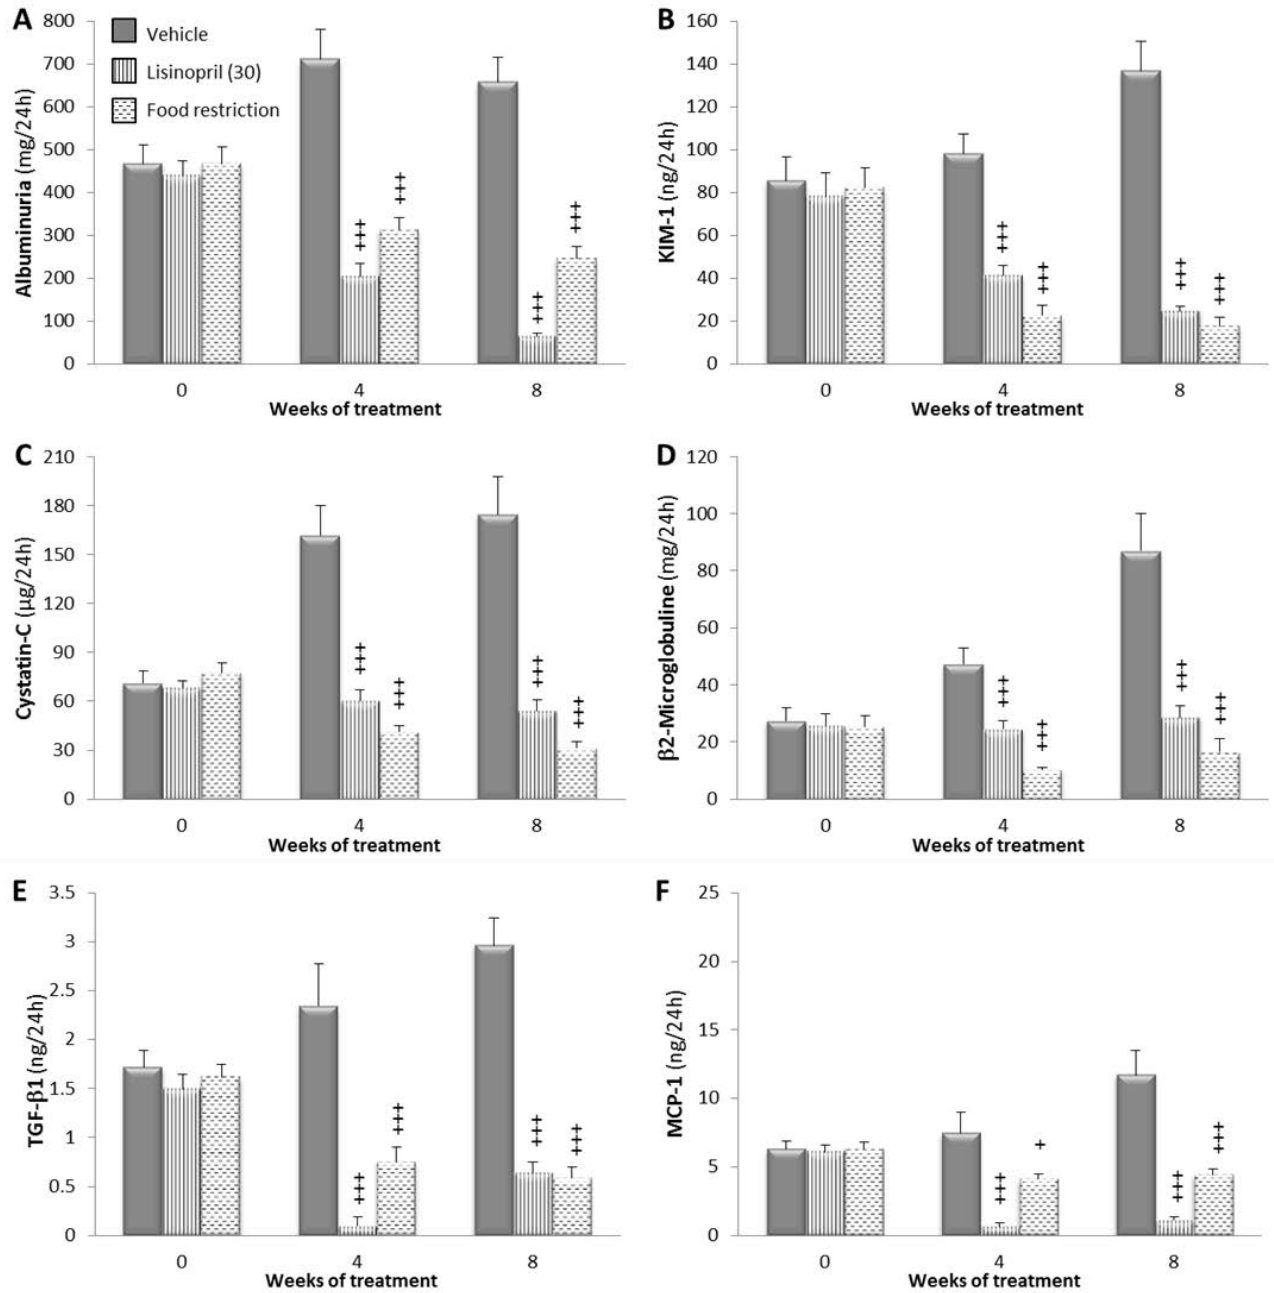 A
800
700
600
500
400
300
200
100
0
Albuminuria (mg/24h)
Vehicle
Lisinopril (30)
Food restriction
+++
+++
+++
+++
0 4 8
Weeks of treatment
B
160
140
120
100
80
60
40
20
0
KIM-1 (ng/24h)
+++
+++
+++
+++
0 4 8
Weeks of treatment
C
210
180
150
120
90
60
30
0
Cystatin-C (µg/24h)
+++
+++
+++
+++
0 4 8
Weeks of treatment
D
120
100
80
60
40
20
0
β2-Microglobuline (mg/24h)
+++
+++
+++
+++
0 4 8
Weeks of treatment
E
3.5
3
2.5
2
1.5
1
0.5
0
TGF-β1 (ng/24h)
+++
+++
+++
+++
0 4 8
Weeks of treatment
F
25
20
15
10
5
0
MCP-1 (ng/24h)
+++
+
+++
+++
0 4 8
Weeks of treatment